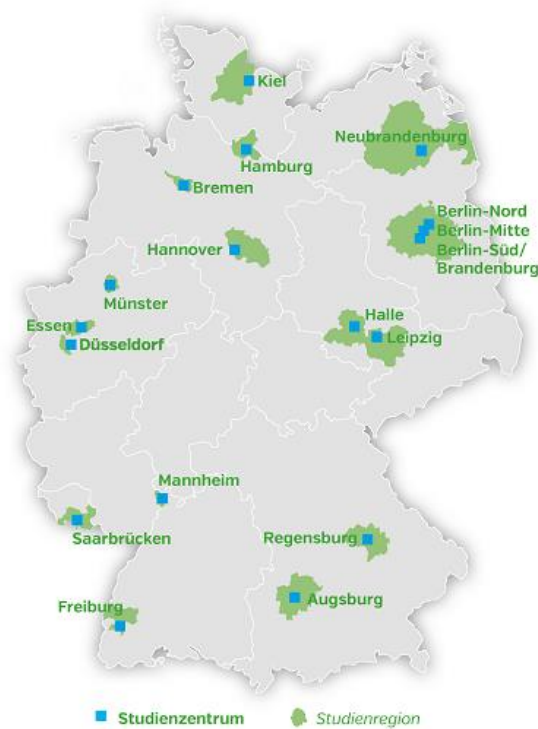 Kiel
Neubrandenburg
Hamburg
Bremen
Berlin-Nord
Berlin-Mitte
Berlin-Süd/
Brandenburg
Hannover
Münster
Halle
Essen
Leipzig
Düsseldorf
Mannheim
Saarbrücken
Regensburg
Augsburg
Freiburg
Studienzentrum
Studienregion